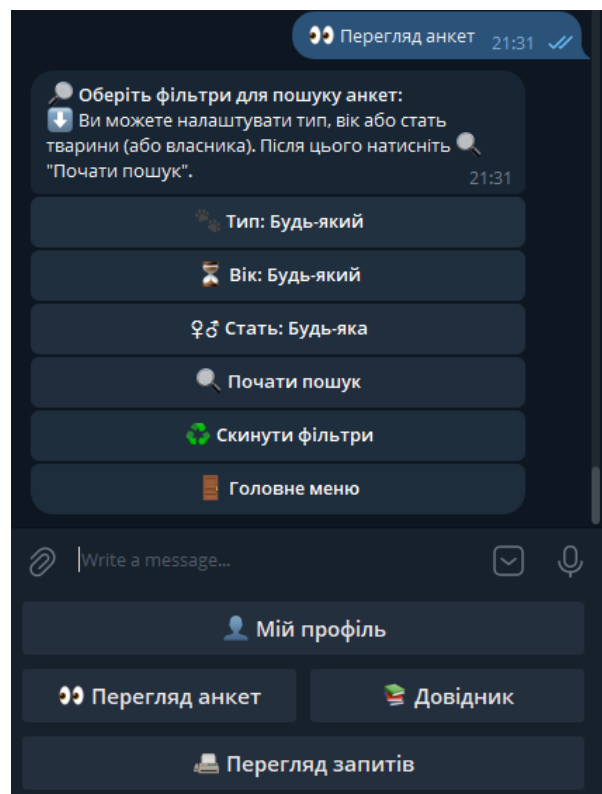 👀 Перегляд анкет 21:31
🔎 Оберіть фільтри для пошуку анкет:
⬇️ Ви можете налаштувати тип, вік або стать
тварини (або власника). Після цього натисніть 🔍
"Почати пошук". 21:31
🐾 Тип: Будь-який
⏳ Вік: Будь-який
♀♂ Стать: Будь-яка
🔍 Почати пошук
♻️ Скинути фільтри
🚪 Головне меню
Write a message...
👤 Мій профіль
👀 Перегляд анкет
📚 Довідник
📠 Перегляд запитів